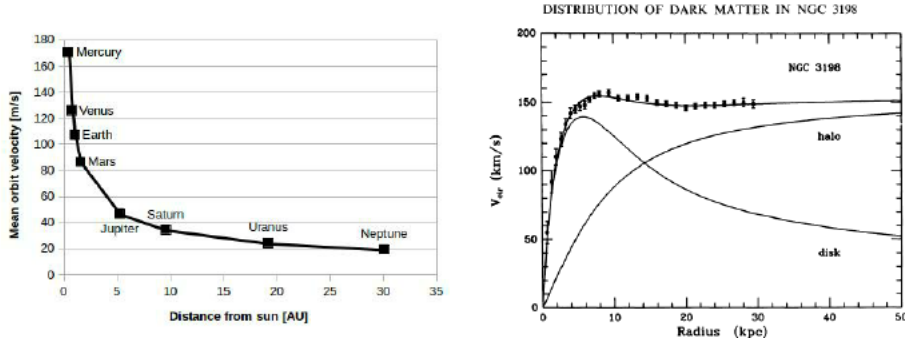 180
160
140
120
100
80
60
40
20
0
Mean orbit velocity [m/s]
Mercury
Venus
Earth
Mars
Jupiter
Saturn
Uranus
Neptune
0 5 10 15 20 25 30 35
Distance from sun [AU]
DISTRIBUTION OF DARK MATTER IN NGC 3198
200
150
100
50
0
V_cir (km/s)
NGC 3198
halo
disk
0 10 20 30 40 50
Radius (kpc)